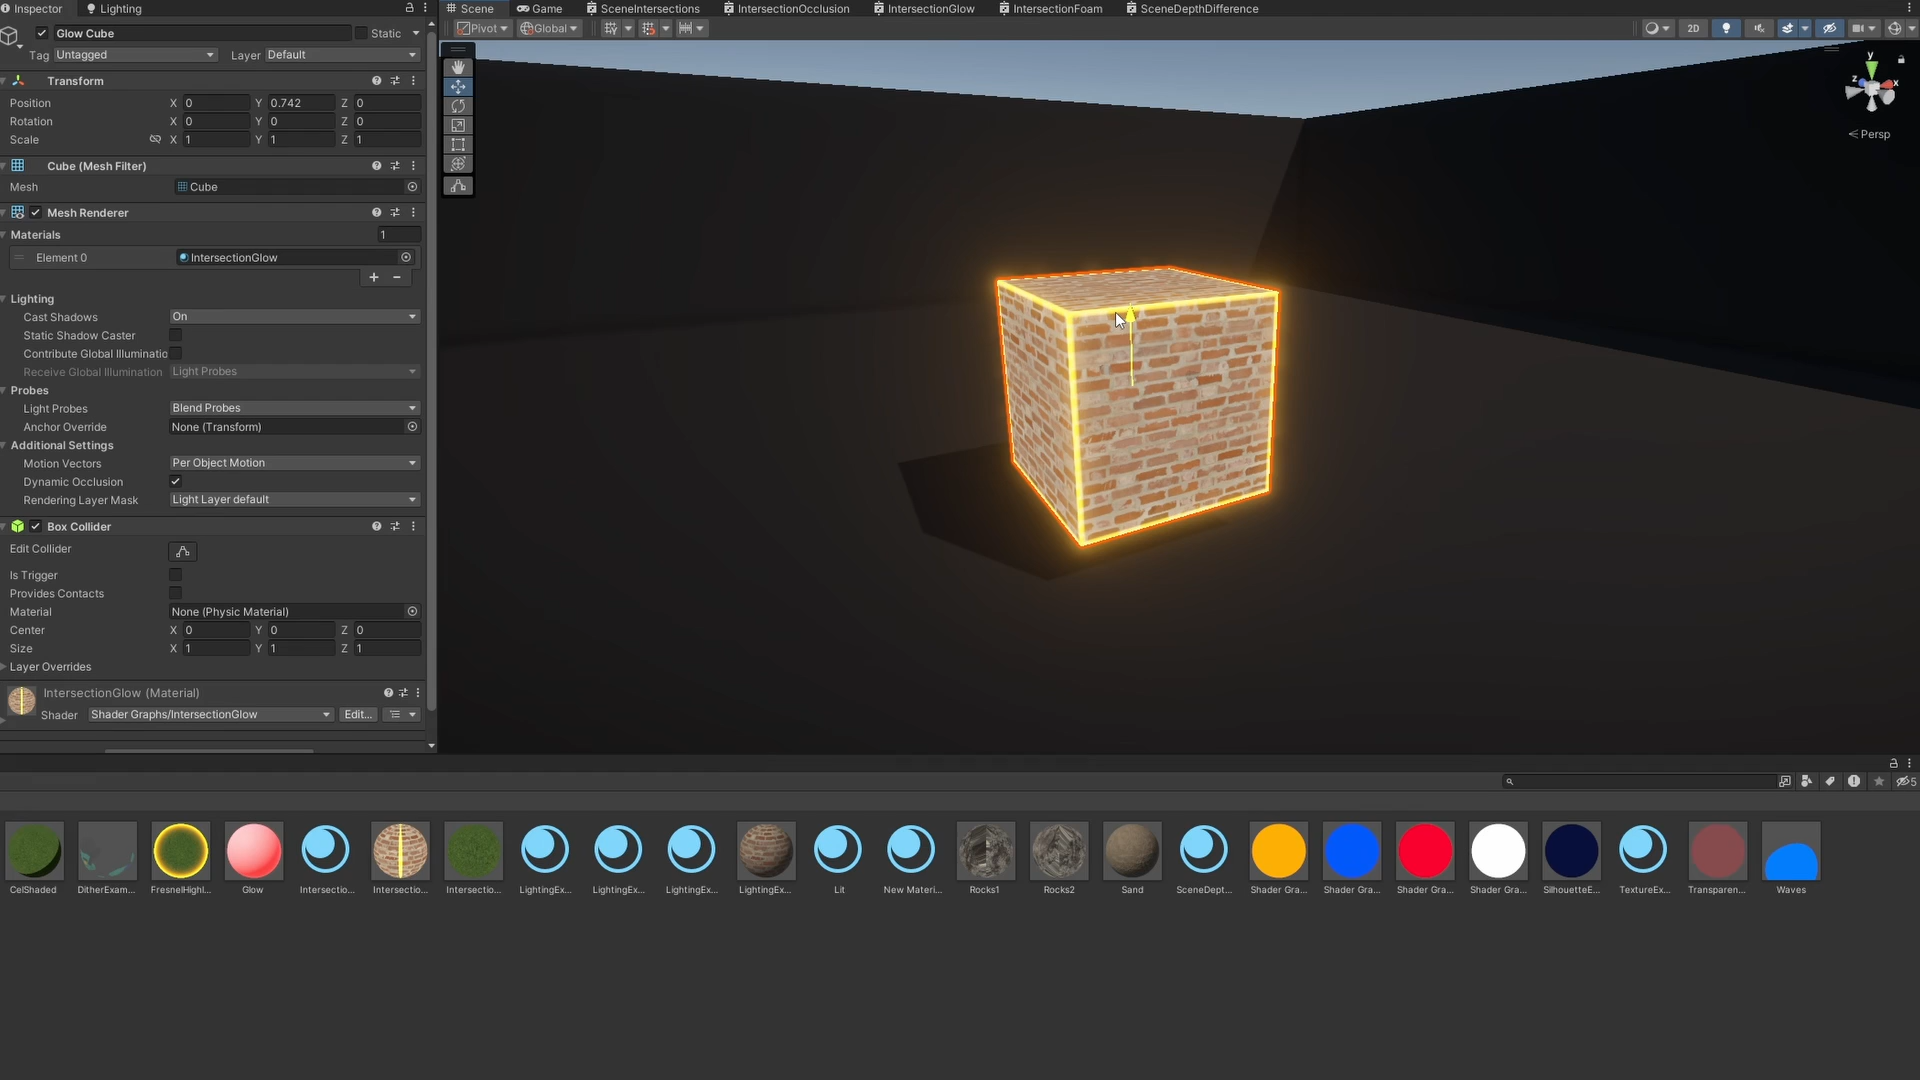 Inspector Lighting
Glow Cube Static
Tag Untagged Layer Default
Transform
Position X 0 Y 0.742 Z 0
Rotation X 0 Y 0 Z 0
Scale X 1 Y 1 Z 1
Cube (Mesh Filter)
Mesh Cube
Mesh Renderer
Materials 1
Element 0 IntersectionGlow
+ −
Lighting
Cast Shadows On
Static Shadow Caster
Contribute Global Illuminatio
Receive Global Illumination Light Probes
Probes
Light Probes Blend Probes
Anchor Override None (Transform)
Additional Settings
Motion Vectors Per Object Motion
Dynamic Occlusion
Rendering Layer Mask Light Layer default
Box Collider
Edit Collider
Is Trigger
Provides Contacts
Material None (Physic Material)
Center X 0 Y 0 Z 0
Size X 1 Y 1 Z 1
Layer Overrides
IntersectionGlow (Material)
Shader Shader Graphs/IntersectionGlow Edit...
Scene Game SceneIntersections IntersectionOcclusion IntersectionGlow IntersectionFoam SceneDepthDifference
Pivot Global 2D
y
z x
Persp
5
CelShaded DitherExam... FresnelHighl... Glow Intersectio... Intersectio... Intersectio... LightingEx... LightingEx... LightingEx... LightingEx... Lit New Materi... Rocks1 Rocks2 Sand SceneDept... Shader Gra... Shader Gra... Shader Gra... Shader Gra... SilhouetteE... TextureEx... Transparen... Waves